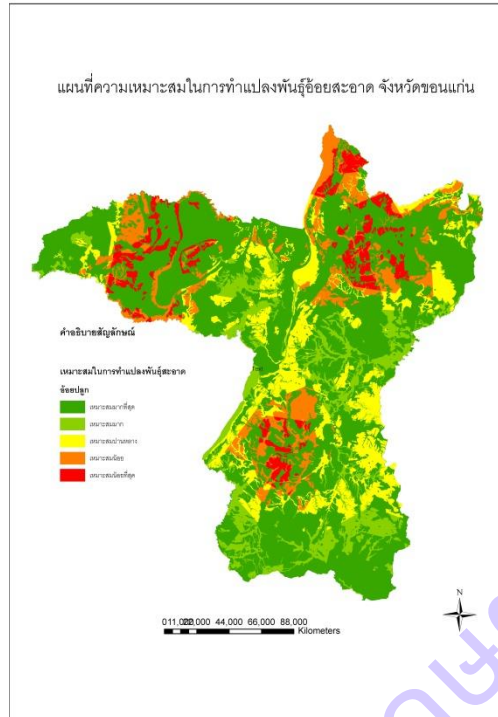 แผนที่ความเหมาะสมในการทำแปลงพันธุ์อ้อยสะอาด จังหวัดขอนแก่น
คำอธิบายสัญลักษณ์
เหมาะสมในการทำแปลงพันธุ์สะอาด
อ้อยปลูก
เหมาะสมมากที่สุด
เหมาะสมมาก
เหมาะสมปานกลาง
เหมาะสมน้อย
เหมาะสมน้อยที่สุด
N
44,000 66,000 88,000
Kilometers